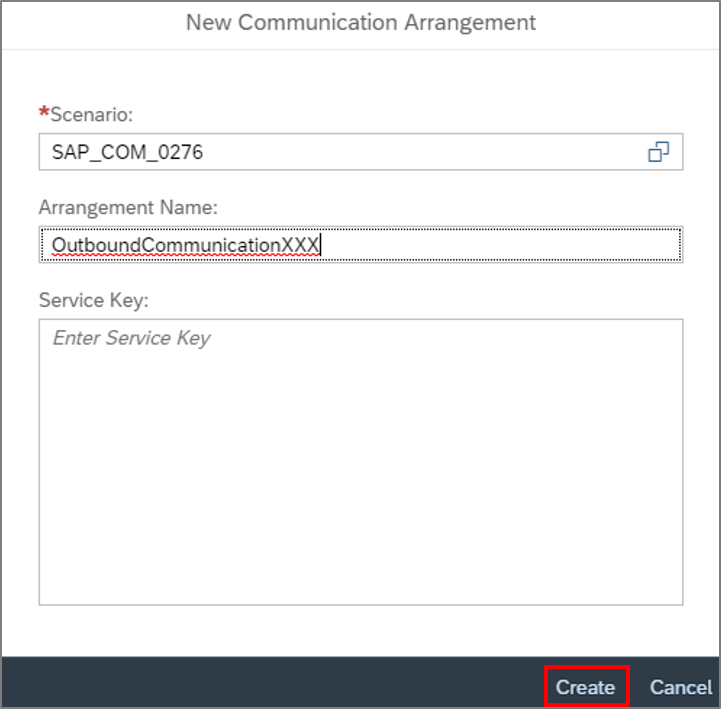 New Communication Arrangement
*Scenario:
SAP_COM_0276
Arrangement Name:
OutboundCommunicationXXX
Service Key:
Enter Service Key
Create Cancel